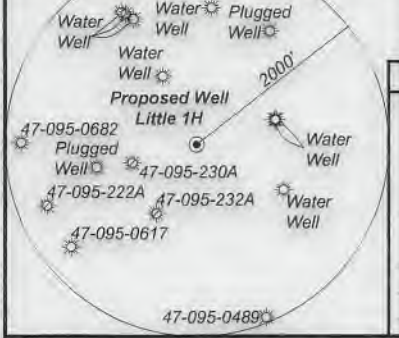 Water
Well
Water
Well
Plugged
Well
Water
Well
2000'
Proposed Well
Little 1H
47-095-0682
Plugged
Well
Water
Well
47-095-230A
47-095-222A
47-095-232A
Water
Well
47-095-0617
47-095-0489